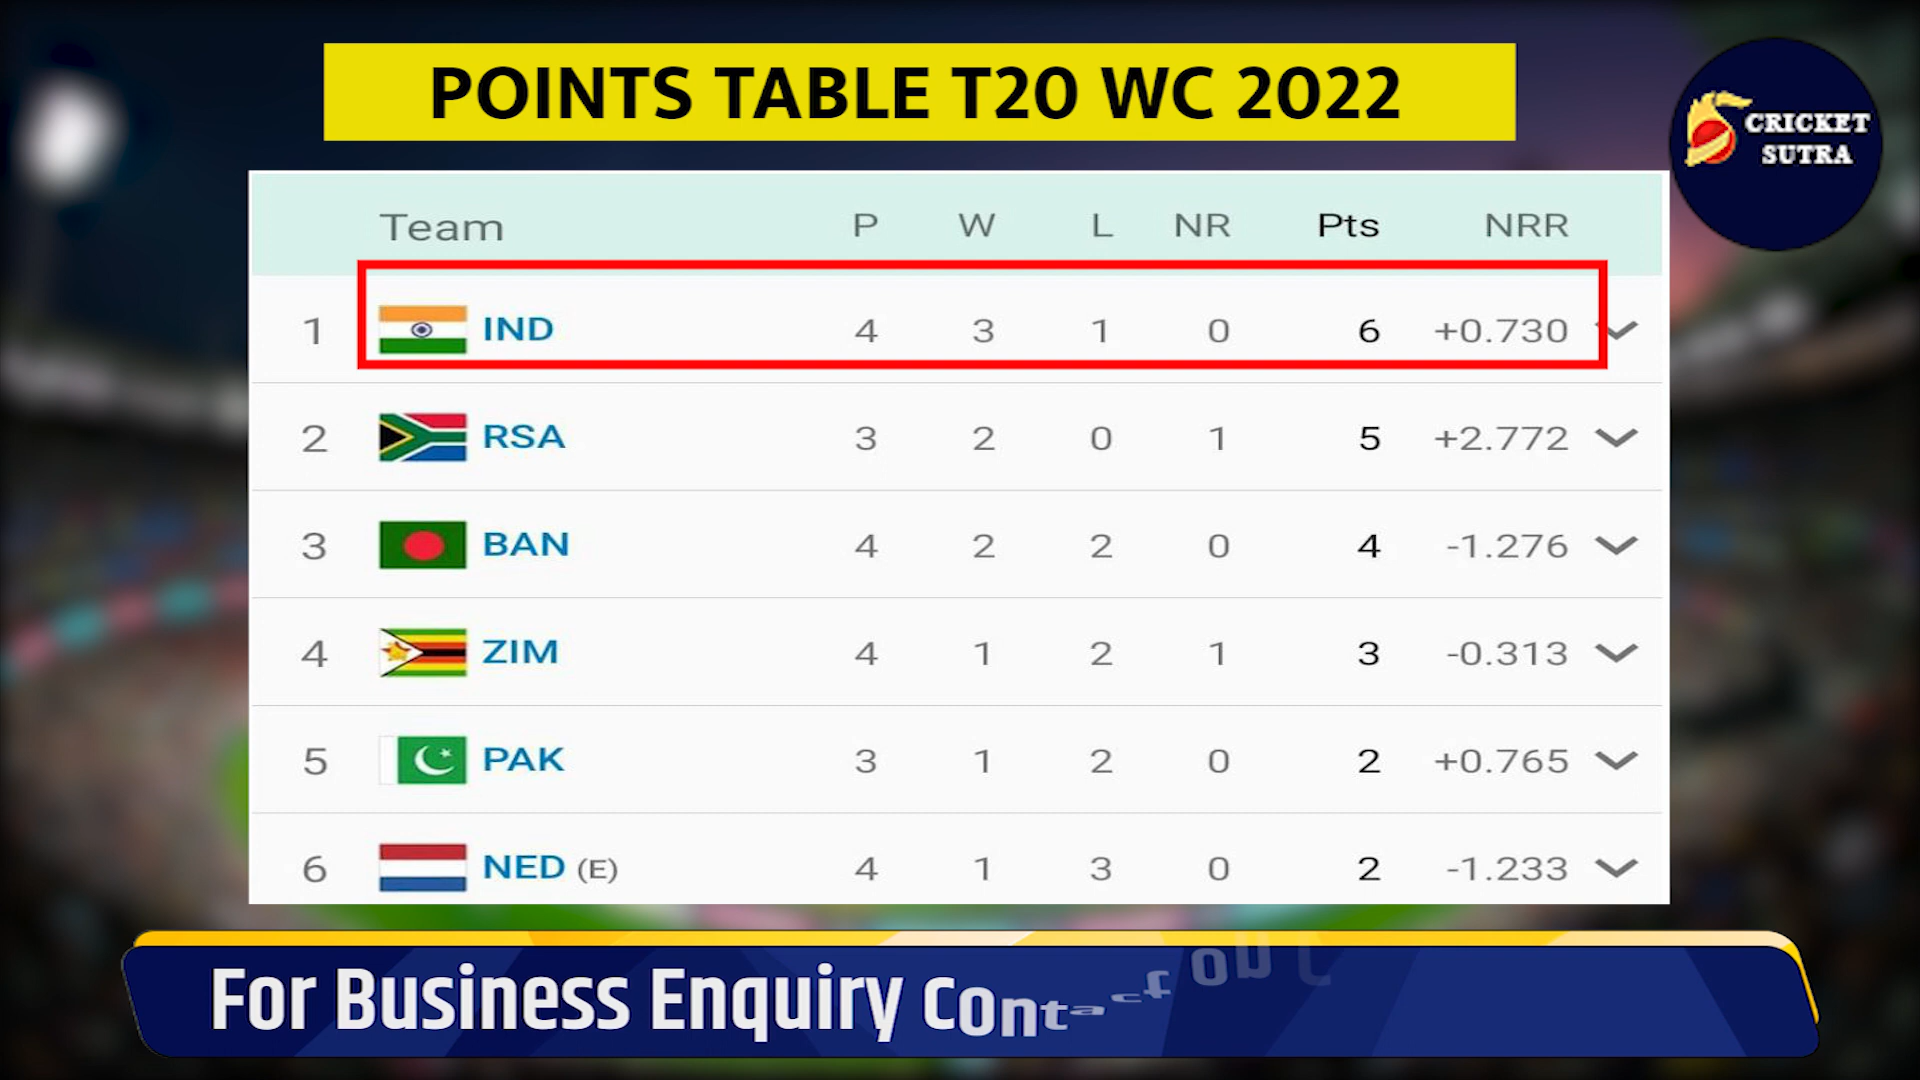 POINTS TABLE T20 WC 2022
CRICKET
SUTRA
Team P W L NR Pts NRR
1 IND 4 3 1 0 6 +0.730
2 RSA 3 2 0 1 5 +2.772
3 BAN 4 2 2 0 4 -1.276
4 ZIM 4 1 2 1 3 -0.313
5 PAK 3 1 2 0 2 +0.765
6 NED (E) 4 1 3 0 2 -1.233
For Business Enquiry Contact